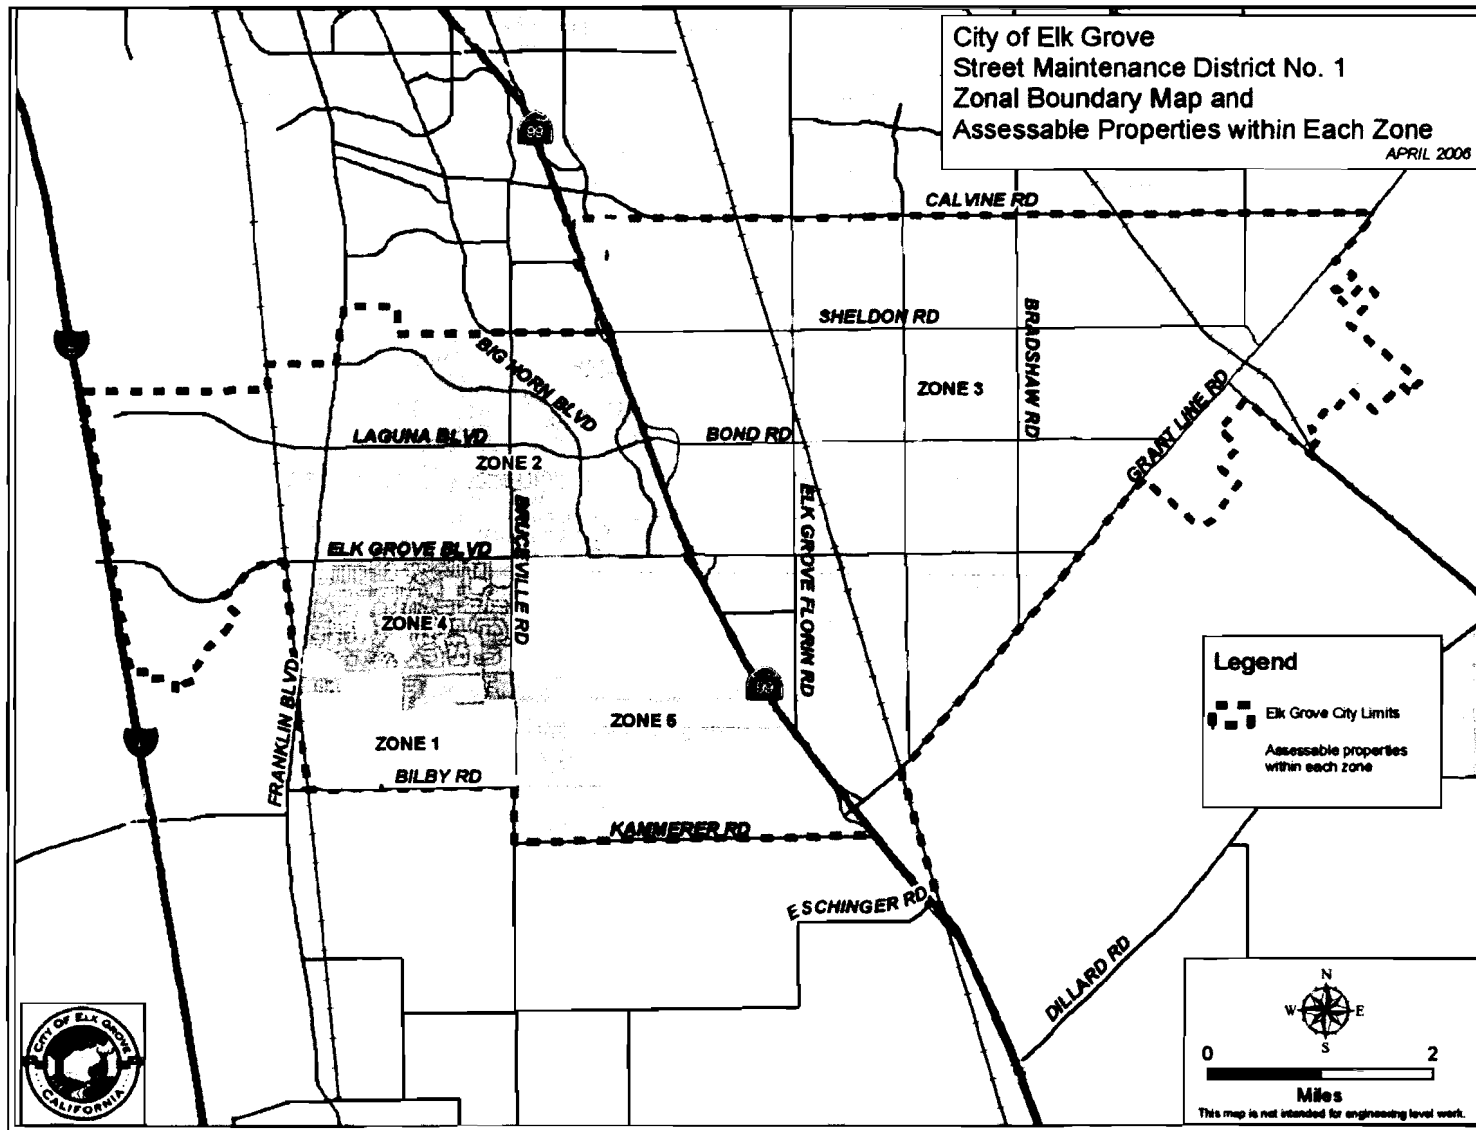 City of Elk Grove
Street Maintenance District No. 1
Zonal Boundary Map and
Assessable Properties within Each Zone
APRIL 2006
99
CALVINE RD
SHELDON RD
BRADSHAW RD
BIG HORN BLVD
ZONE 3
GRANT LINE RD
LAGUNA BLVD
BOND RD
ZONE 2
BRUCEVILLE RD
ELK GROVE FLORIN RD
ELK GROVE BLVD
ZONE 4
FRANKLIN BLVD
ZONE 1
ZONE 5
BILBY RD
KAMMERER RD
ESCHINGER RD
DILLARD RD
Legend
Elk Grove City Limits
Assessable properties
within each zone
CITY OF ELK GROVE
CALIFORNIA
N
W E
S
0 2
Miles
This map is not intended for engineering level work.